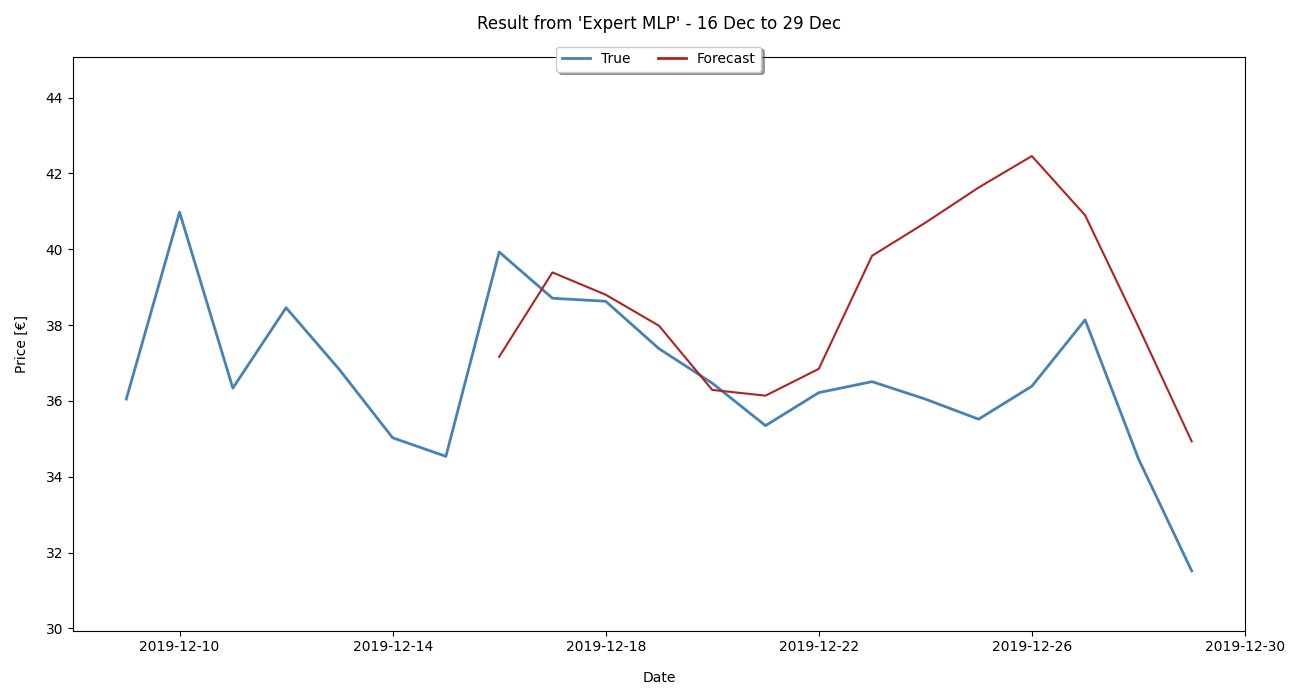 Result from 'Expert MLP' - 16 Dec to 29 Dec
True Forecast
44
42
40
38
36
34
32
30
Price [€]
2019-12-10 2019-12-14 2019-12-18 2019-12-22 2019-12-26 2019-12-30
Date